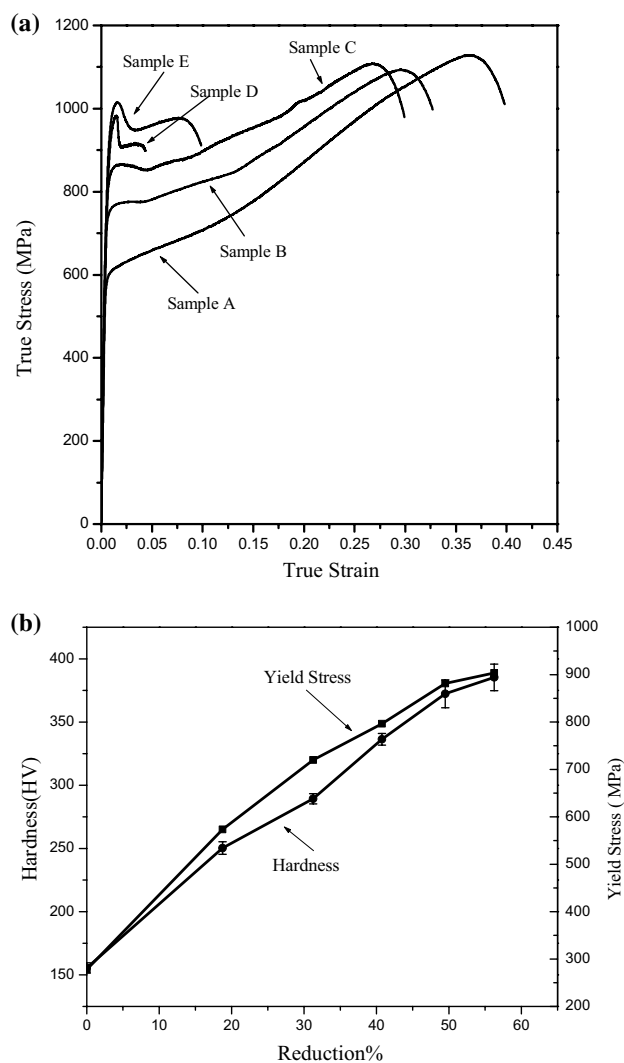 (a)
1200
1000
800
600
400
200
0
True Stress (MPa)
Sample E
Sample D
Sample C
Sample B
Sample A
0.00 0.05 0.10 0.15 0.20 0.25 0.30 0.35 0.40 0.45
True Strain
(b)
400
350
300
250
200
150
Hardness(HV)
Yield Stress
Hardness
1000
900
800
700
600
500
400
300
200
Yield Stress ( MPa)
0 10 20 30 40 50 60
Reduction%